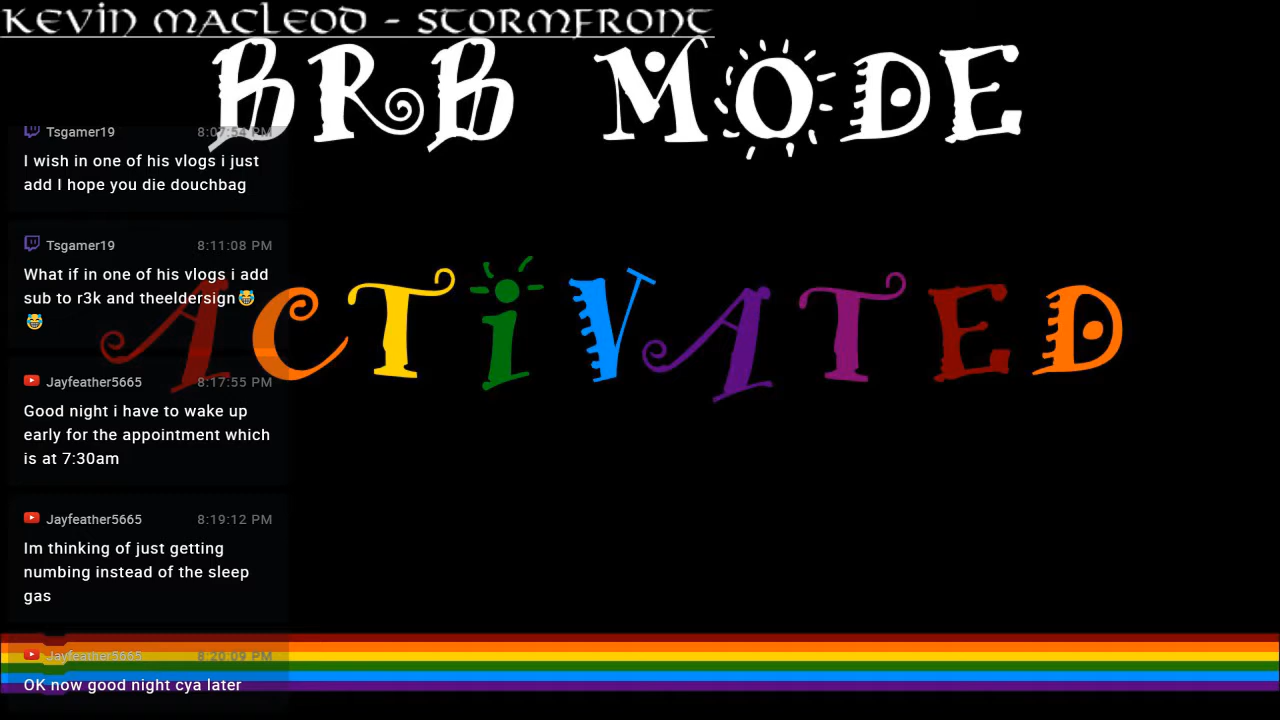 KEVIN MACLEOD - STORMFRONT
BRB MODE
Tsgamer19 8:07:54 PM
I wish in one of his vlogs i just
add I hope you die douchbag
Tsgamer19 8:11:08 PM
What if in one of his vlogs i add
sub to r3k and theeldersign😹
😹
ACTiVATED
Jayfeather5665 8:17:55 PM
Good night i have to wake up
early for the appointment which
is at 7:30am
Jayfeather5665 8:19:12 PM
Im thinking of just getting
numbing instead of the sleep
gas
Jayfeather5665 8:20:09 PM
OK now good night cya later